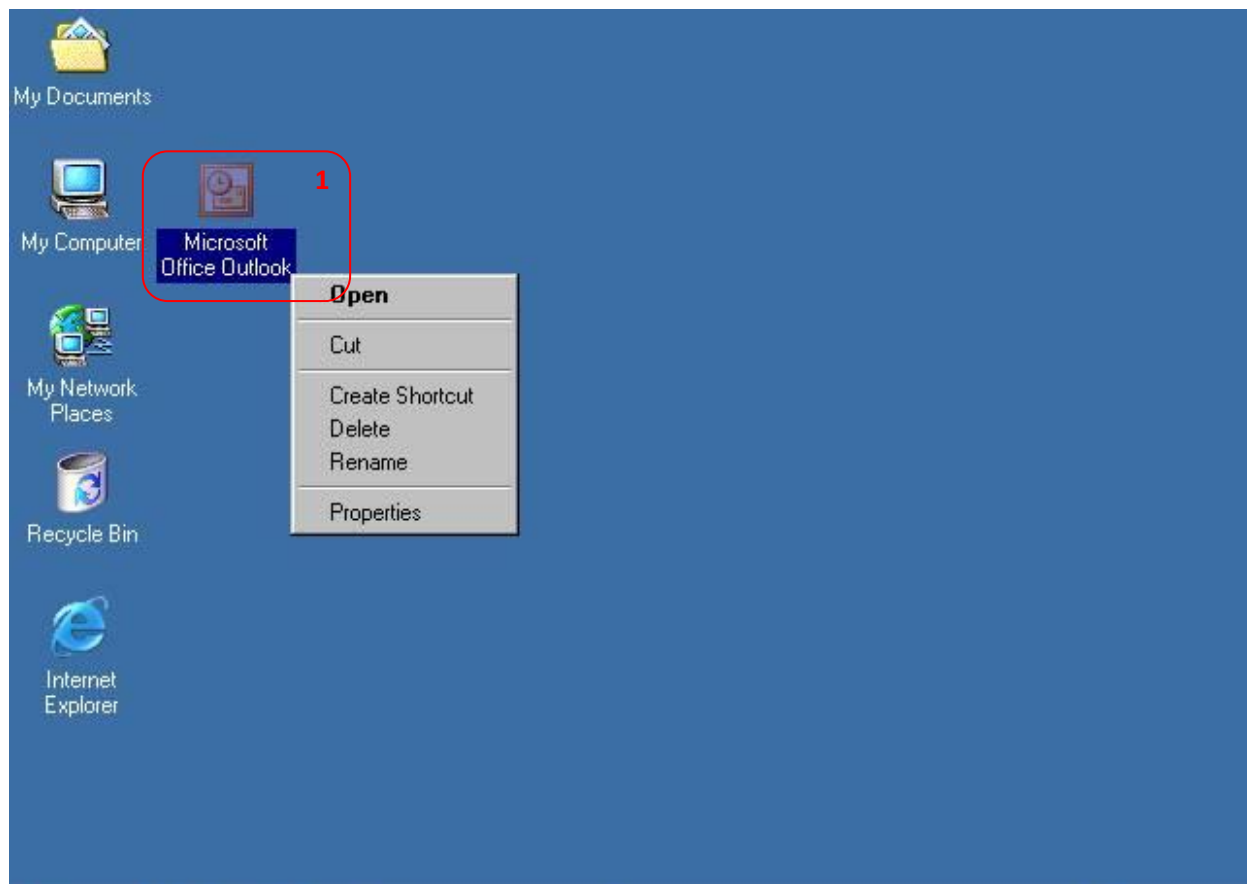 My Documents
My Computer
1
Microsoft
Office Outlook
Open
Cut
Create Shortcut
Delete
Rename
Properties
My Network
Places
Recycle Bin
Internet
Explorer